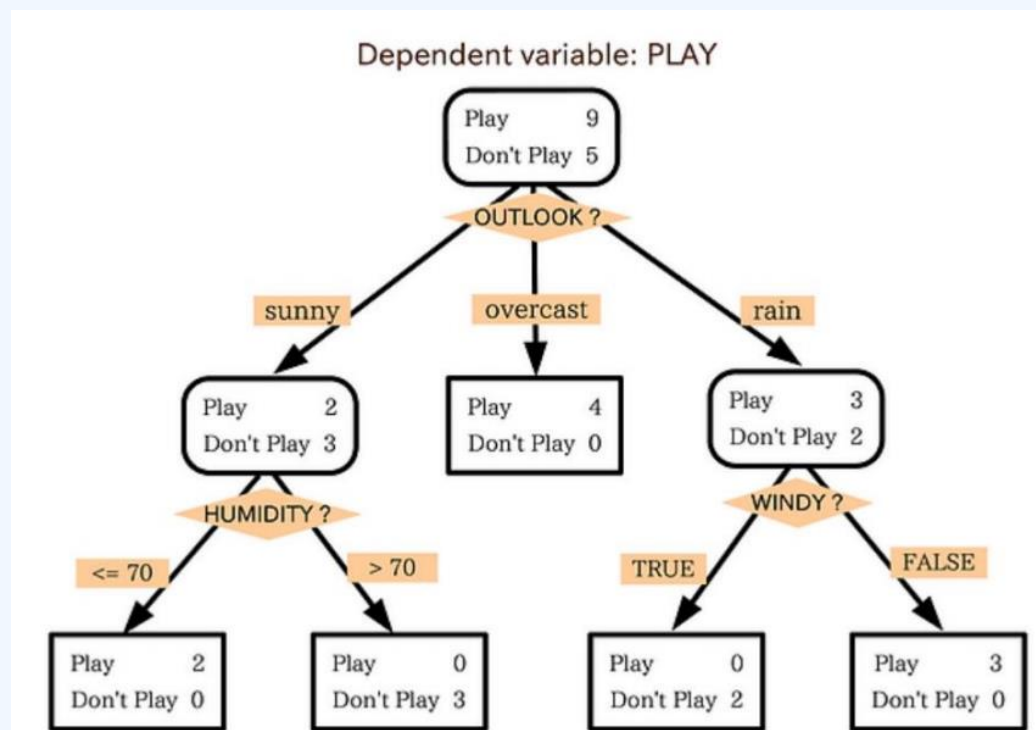 Dependent variable: PLAY
Play 9
Don't Play 5
OUTLOOK ?
sunny
overcast
rain
Play 2
Don't Play 3
Play 4
Don't Play 0
Play 3
Don't Play 2
HUMIDITY ?
WINDY ?
<= 70
> 70
TRUE
FALSE
Play 2
Don't Play 0
Play 0
Don't Play 3
Play 0
Don't Play 2
Play 3
Don't Play 0